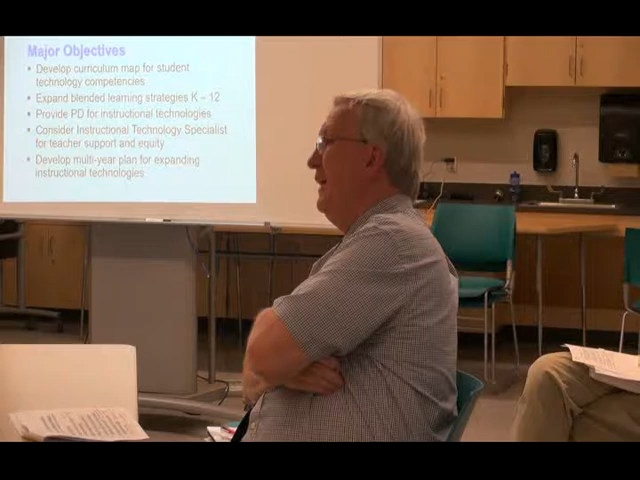 Major Objectives
• Develop curriculum map for student
technology competencies
• Expand blended learning strategies K – 12
• Provide PD for instructional technologies
• Consider Instructional Technology Specialist
for teacher support and equity
• Develop multi-year plan for expanding
instructional technologies